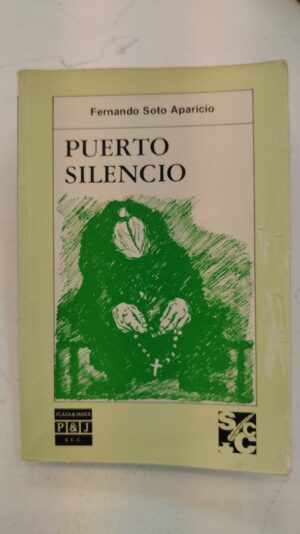 Fernando Soto Aparicio
PUERTO
SILENCIO
PLAZA & JANES
P&J
S.C.C.
S/C
C